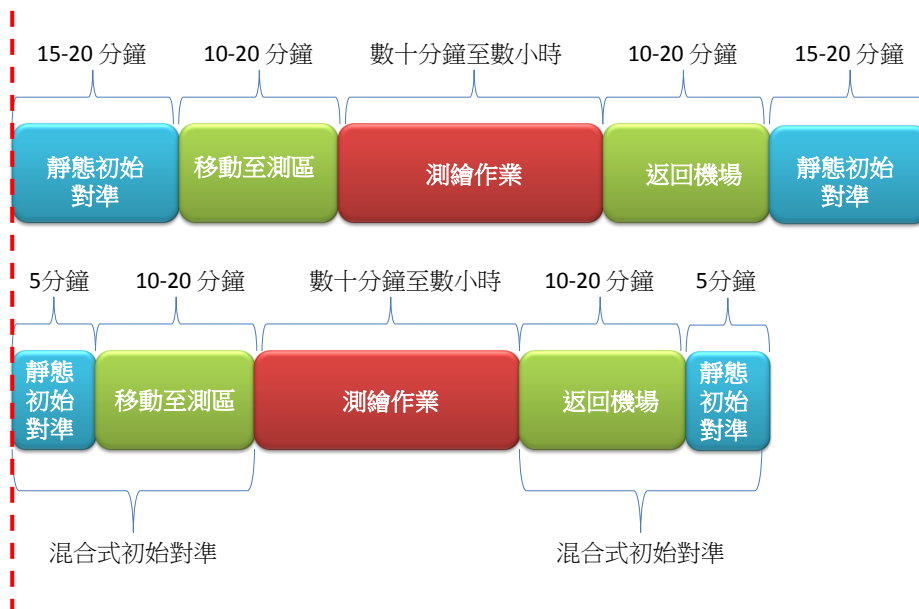 15-20 分鐘
10-20 分鐘
數十分鐘至數小時
10-20 分鐘
15-20 分鐘
靜態初始
對準
移動至測區
測繪作業
返回機場
靜態初始
對準
5分鐘
10-20 分鐘
數十分鐘至數小時
10-20 分鐘
5分鐘
靜態
初始
對準
移動至測區
測繪作業
返回機場
靜態
初始
對準
混合式初始對準
混合式初始對準